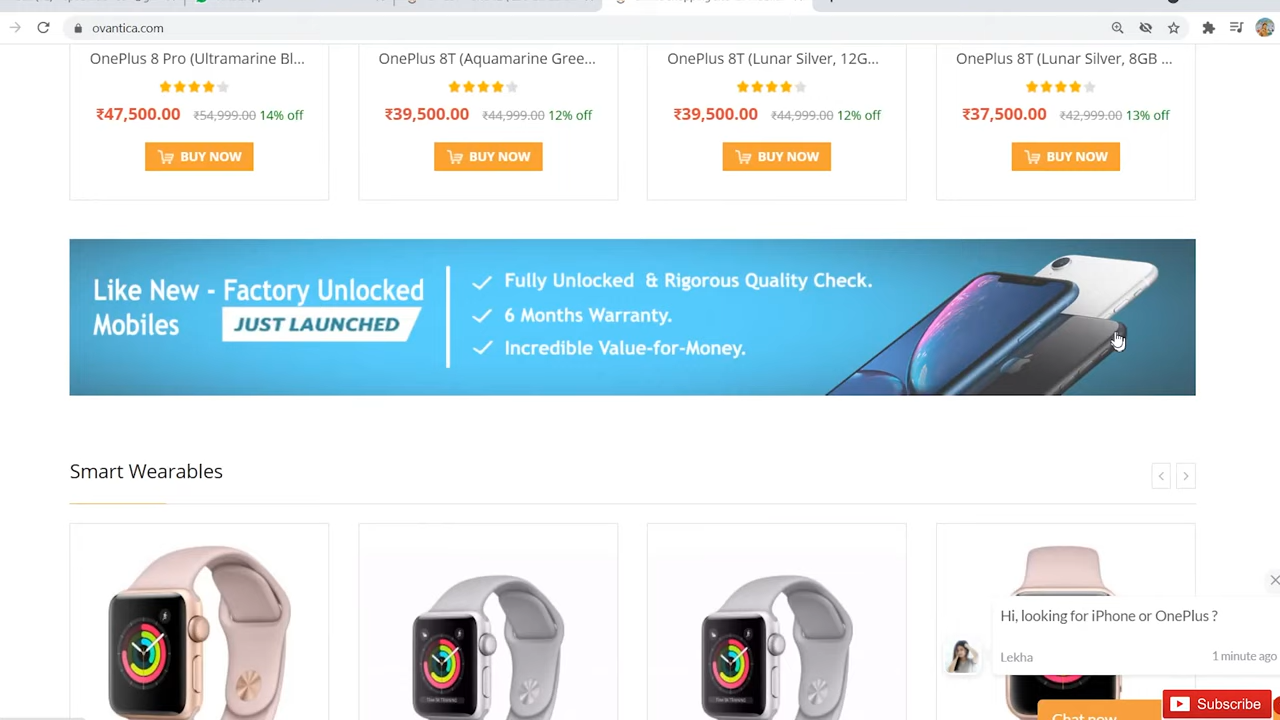 ovantica.com
OnePlus 8 Pro (Ultramarine Bl...
OnePlus 8T (Aquamarine Gree...
OnePlus 8T (Lunar Silver, 12G...
OnePlus 8T (Lunar Silver, 8GB ...
₹47,500.00 ₹54,999.00 14% off
₹39,500.00 ₹44,999.00 12% off
₹39,500.00 ₹44,999.00 12% off
₹37,500.00 ₹42,999.00 13% off
BUY NOW
BUY NOW
BUY NOW
BUY NOW
Like New - Factory Unlocked
Mobiles JUST LAUNCHED
Fully Unlocked & Rigorous Quality Check.
6 Months Warranty.
Incredible Value-for-Money.
Smart Wearables
Hi, looking for iPhone or OnePlus ?
Lekha 1 minute ago
Chat now
Subscribe